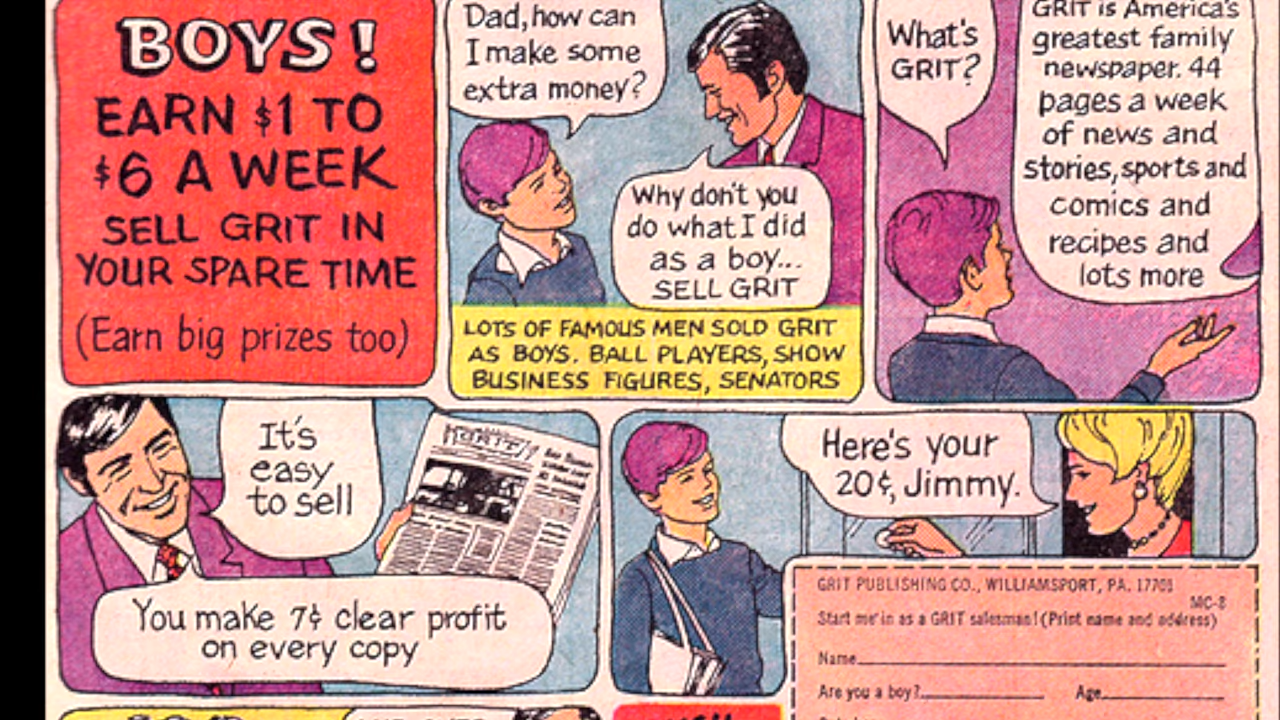 BOYS!
EARN $1 TO
$6 A WEEK
SELL GRIT IN
YOUR SPARE TIME
(Earn big prizes too)
Dad, how can
I make some
extra money?
Why don't you
do what I did
as a boy...
SELL GRIT
LOTS OF FAMOUS MEN SOLD GRIT
AS BOYS. BALL PLAYERS, SHOW
BUSINESS FIGURES, SENATORS
What's
GRIT?
GRIT is America's
greatest family
newspaper. 44
pages a week
of news and
stories, sports and
comics and
recipes and
lots more
It's
easy
to sell
GRIT
You make 7¢ clear profit
on every copy
Here's your
20¢, Jimmy.
GRIT PUBLISHING CO., WILLIAMSPORT, PA. 17701
MC-8
Start me in as a GRIT salesman! (Print name and address)
Name
Are you a boy? Age